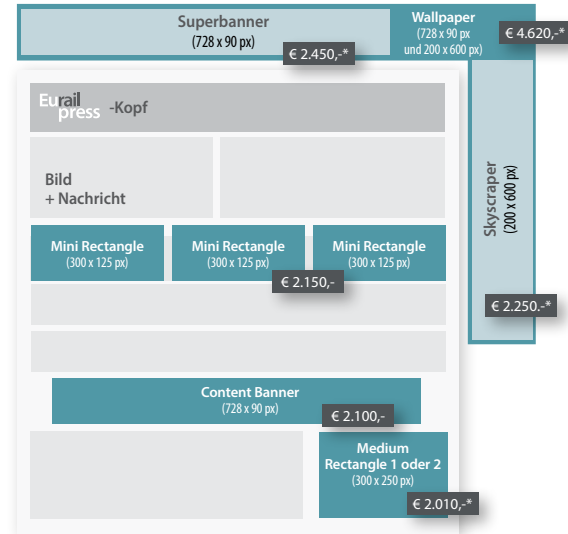 Superbanner
(728 x 90 px)
€ 2.450,-*
Wallpaper
(728 x 90 px
und 200 x 600 px)
€ 4.620,-*
Eurail
press -Kopf
Bild
+ Nachricht
Skyscraper
(200 x 600 px)
Mini Rectangle
(300 x 125 px)
Mini Rectangle
(300 x 125 px)
Mini Rectangle
(300 x 125 px)
€ 2.150,-
€ 2.250.-*
Content Banner
(728 x 90 px)
€ 2.100,-
Medium
Rectangle 1 oder 2
(300 x 250 px)
€ 2.010,-*